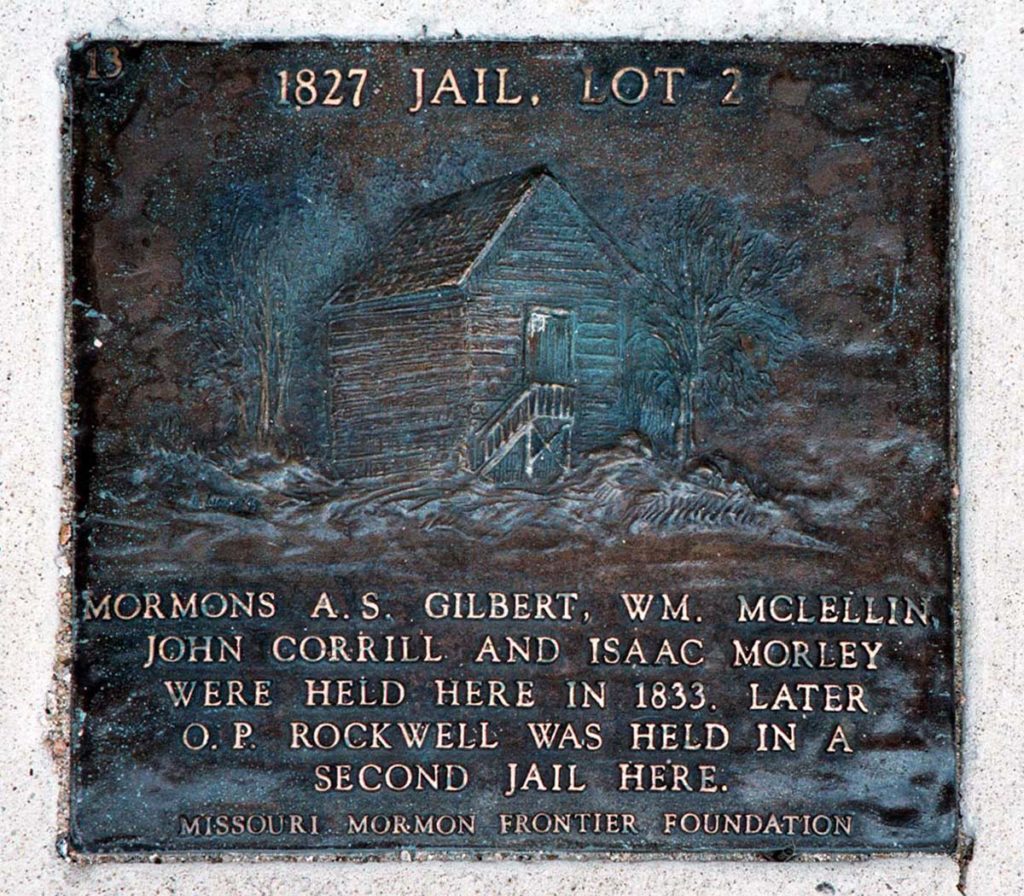 13
1827 JAIL, LOT 2
MORMONS A.S. GILBERT, WM. MCLELLIN,
JOHN CORRILL AND ISAAC MORLEY
WERE HELD HERE IN 1833. LATER
O.P. ROCKWELL WAS HELD IN A
SECOND JAIL HERE.
MISSOURI MORMON FRONTIER FOUNDATION